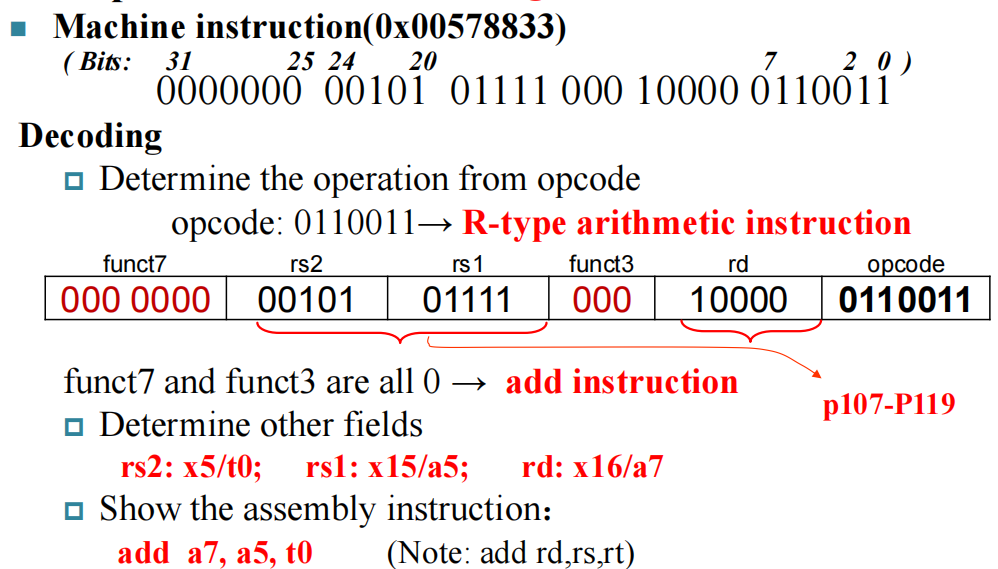 Machine instruction(0x00578833)
( Bits: 31 25 24 20 7 2 0 )
0000000 00101 01111 000 10000 0110011
Decoding
Determine the operation from opcode
opcode: 0110011→ R-type arithmetic instruction
funct7 rs2 rs1 funct3 rd opcode
000 0000 00101 01111 000 10000 0110011
funct7 and funct3 are all 0 → add instruction
p107-P119
Determine other fields
rs2: x5/t0; rs1: x15/a5; rd: x16/a7
Show the assembly instruction：
add a7, a5, t0 (Note: add rd,rs,rt)